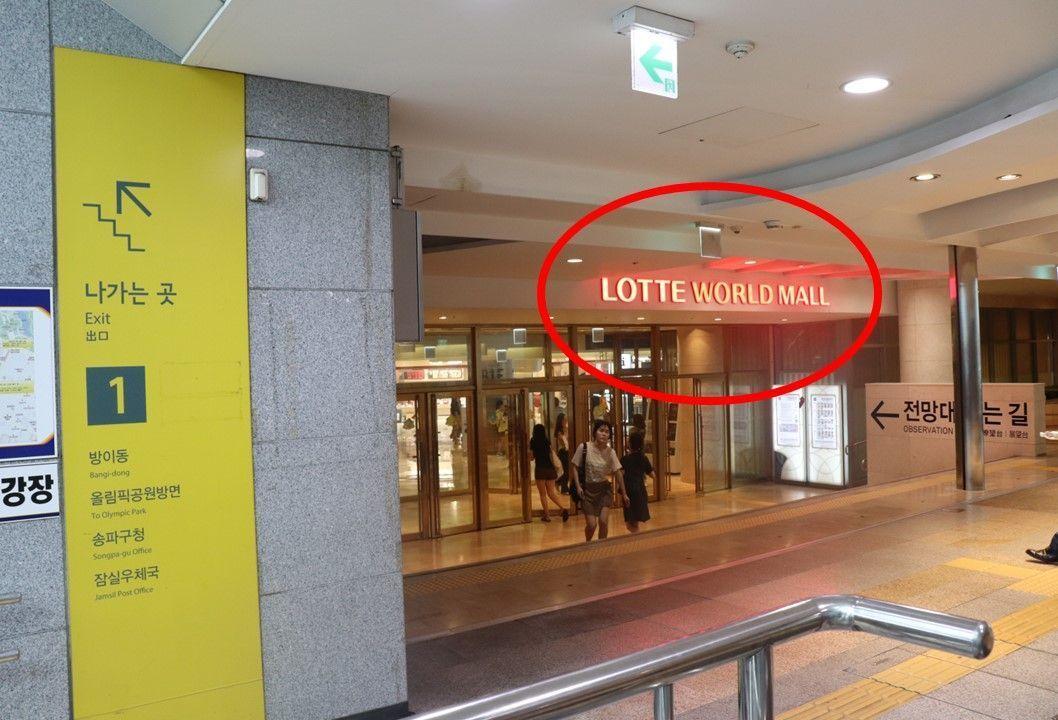 나가는 곳
Exit
出口
1
방이동
Bangi-dong
올림픽공원방면
To Olympic Park
송파구청
Songpa-gu Office
잠실우체국
Jamsil Post Office
강장
LOTTE WORLD MALL
전망대 는 길
OBSERVATION